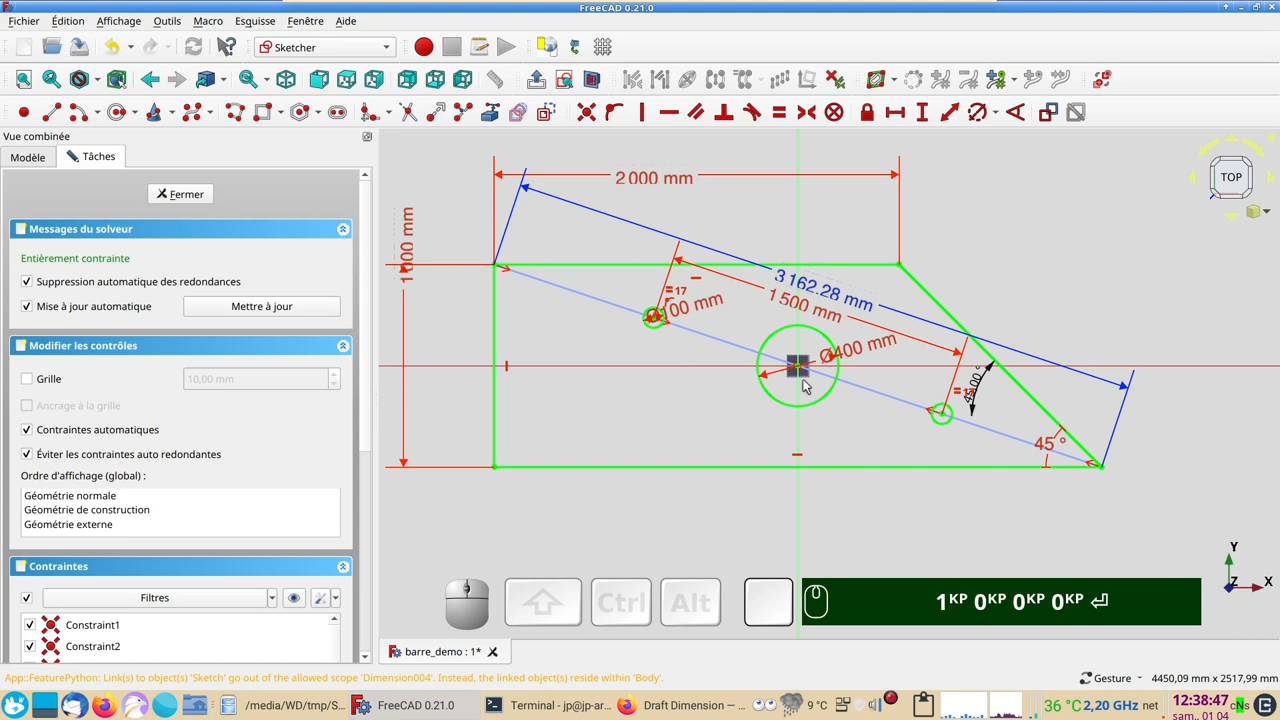 FreeCAD 0.21.0
Fichier Édition Affichage Outils Macro Esquisse Fenêtre Aide
Sketcher
Vue combinée
Modèle Tâches
Fermer
Messages du solveur
Entièrement contrainte
Suppression automatique des redondances
Mise à jour automatique Mettre à jour
Modifier les contrôles
Grille 10,00 mm
Ancrage à la grille
Contraintes automatiques
Éviter les contraintes auto redondantes
Ordre d'affichage (global) :
Géométrie normale
Géométrie de construction
Géométrie externe
Contraintes
Filtres
Constraint1
Constraint2
2 000 mm
1 000 mm
3 162.28 mm
1 500 mm
17
100 mm
Ø400 mm
45 °
TOP
Y
Z X
Ctrl Alt
1KP 0KP 0KP 0KP ⏎
barre_demo : 1*
App::FeaturePython: Link(s) to object(s) 'Sketch' go out of the allowed scope 'Dimension004'. Instead, the linked object(s) reside within 'Body'.
Gesture 4450,09 mm x 2517,99 mm
/media/WD/tmp/S... FreeCAD 0.21.0 Terminal - jp@jp-ar... Draft Dimension — ... 9 °C 36 °C 2,20 GHz net 12:38:47
sam., 01 04